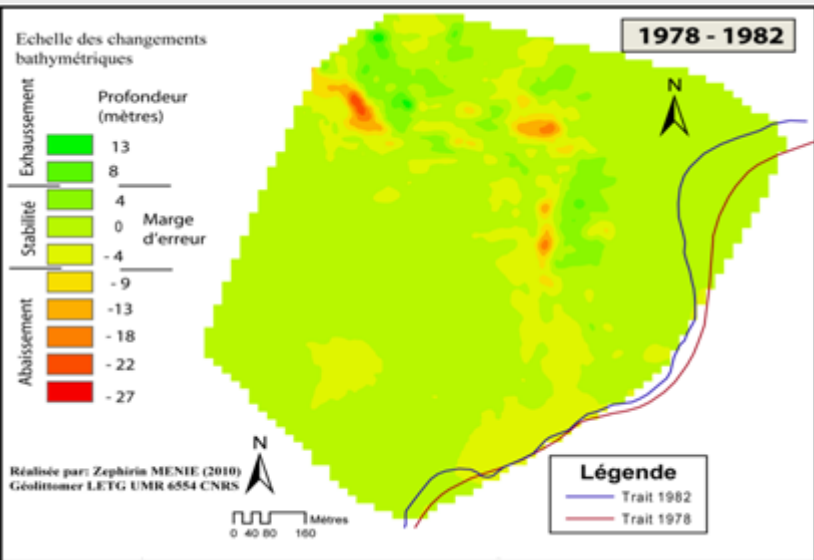 Echelle des changements
bathymétriques
1978 - 1982
Profondeur
(mètres)
Exhaussement
13
8
Stabilité
4
0
- 4
Marge
d'erreur
Abaissement
- 9
-13
- 18
- 22
- 27
N
N
Réalisée par: Zephirin MENIE (2010)
Géolittomer LETG UMR 6554 CNRS
Mètres
0 40 80 160
Légende
Trait 1982
Trait 1978